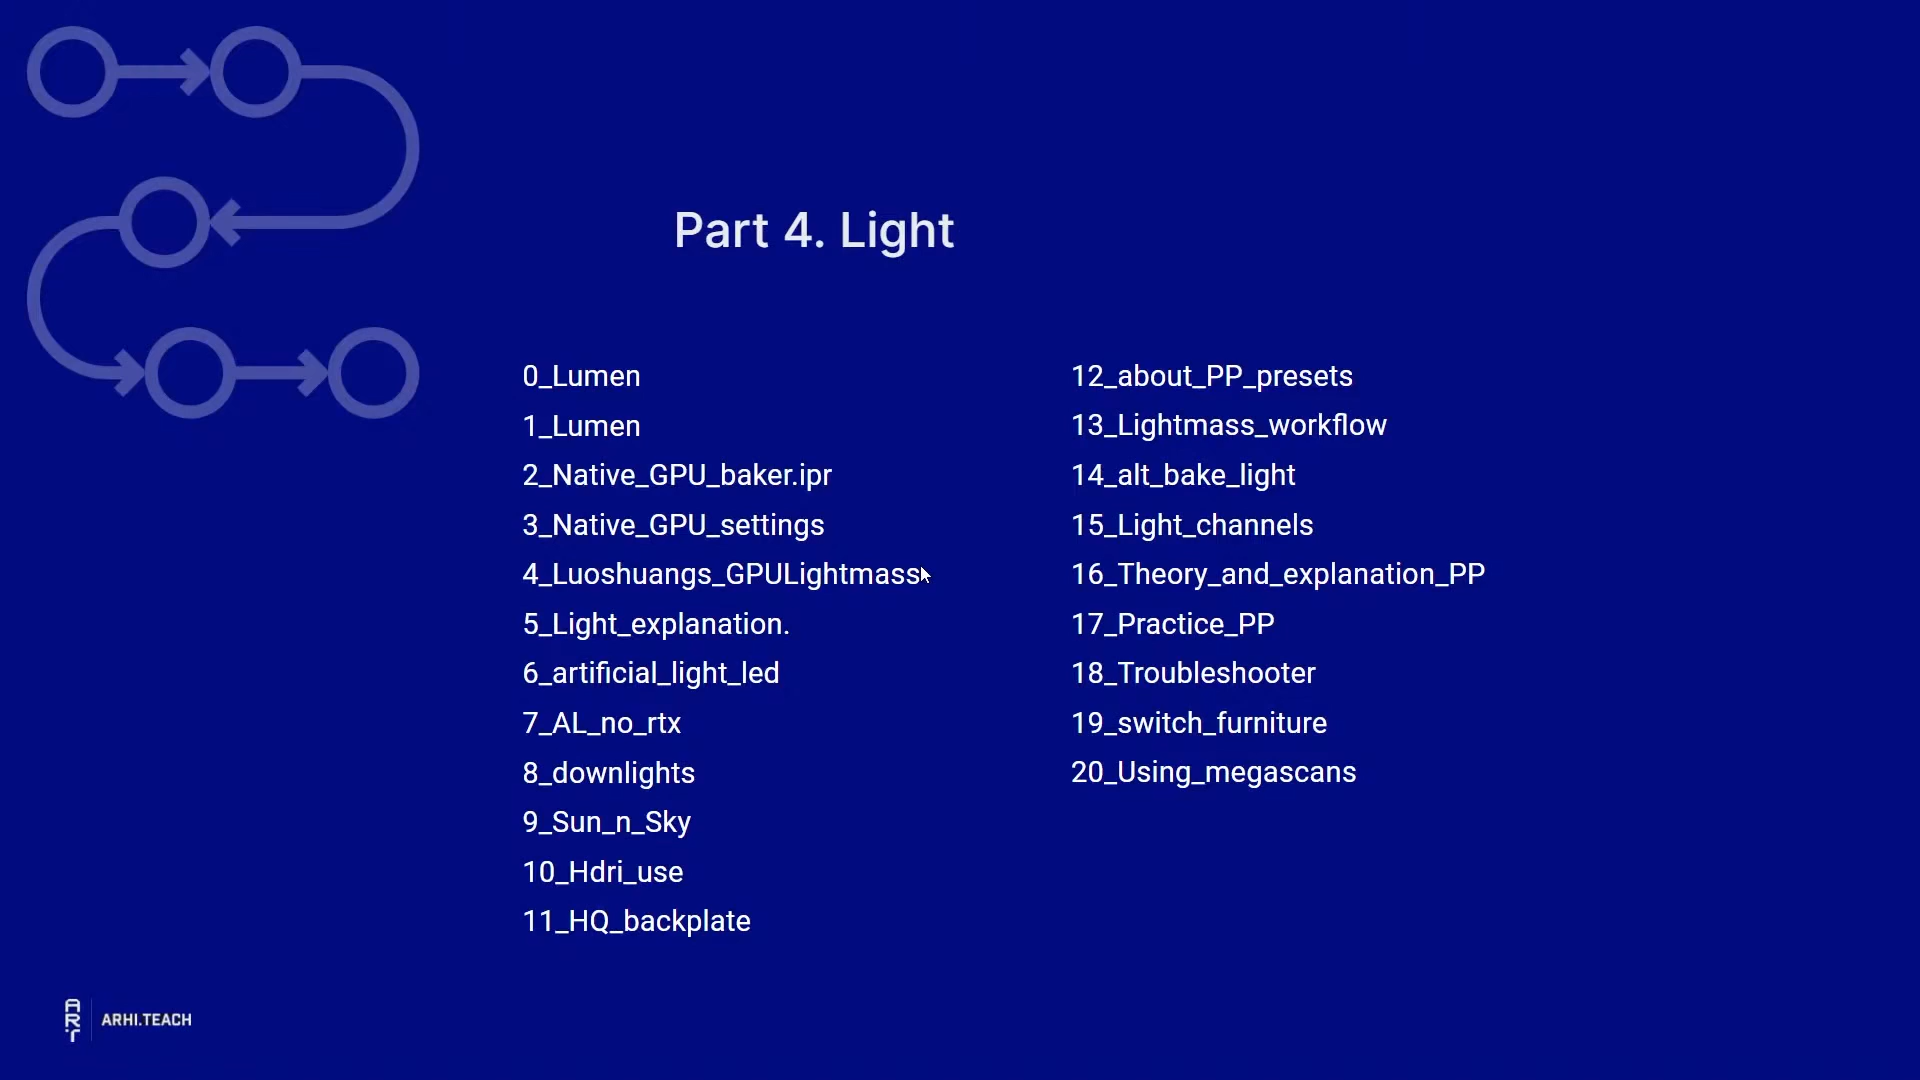 Part 4. Light
0_Lumen
1_Lumen
2_Native_GPU_baker.ipr
3_Native_GPU_settings
4_Luoshuangs_GPULightmass
5_Light_explanation.
6_artificial_light_led
7_AL_no_rtx
8_downlights
9_Sun_n_Sky
10_Hdri_use
11_HQ_backplate
12_about_PP_presets
13_Lightmass_workflow
14_alt_bake_light
15_Light_channels
16_Theory_and_explanation_PP
17_Practice_PP
18_Troubleshooter
19_switch_furniture
20_Using_megascans
ART
ARHI.TEACH